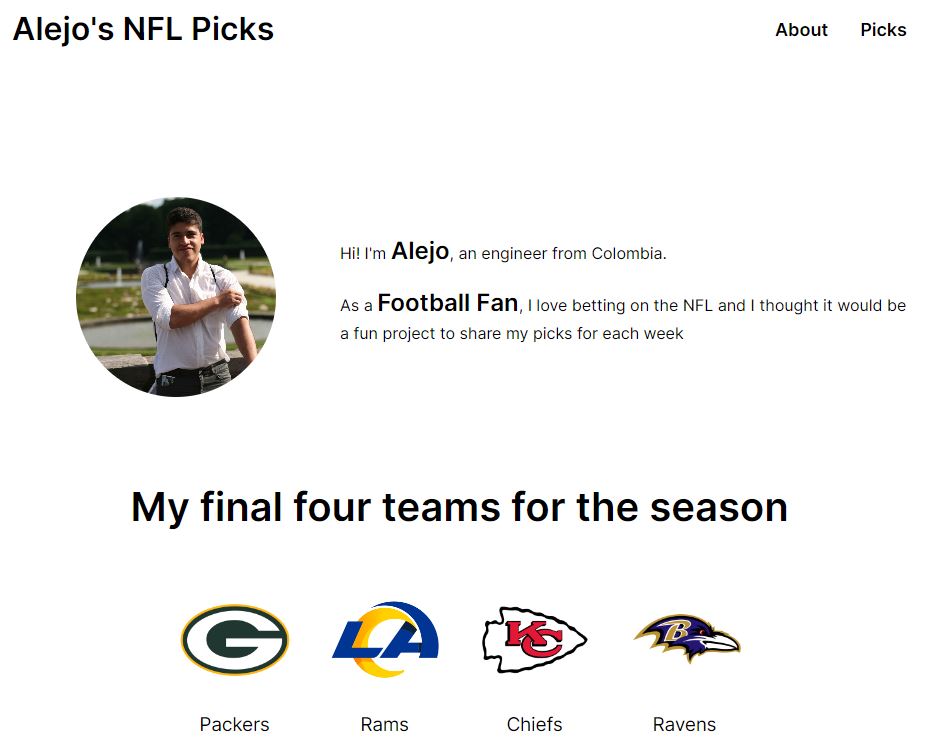 Alejo's NFL Picks
About Picks
Hi! I'm Alejo, an engineer from Colombia.
As a Football Fan, I love betting on the NFL and I thought it would be
a fun project to share my picks for each week
My final four teams for the season
G LA KC B
Packers Rams Chiefs Ravens